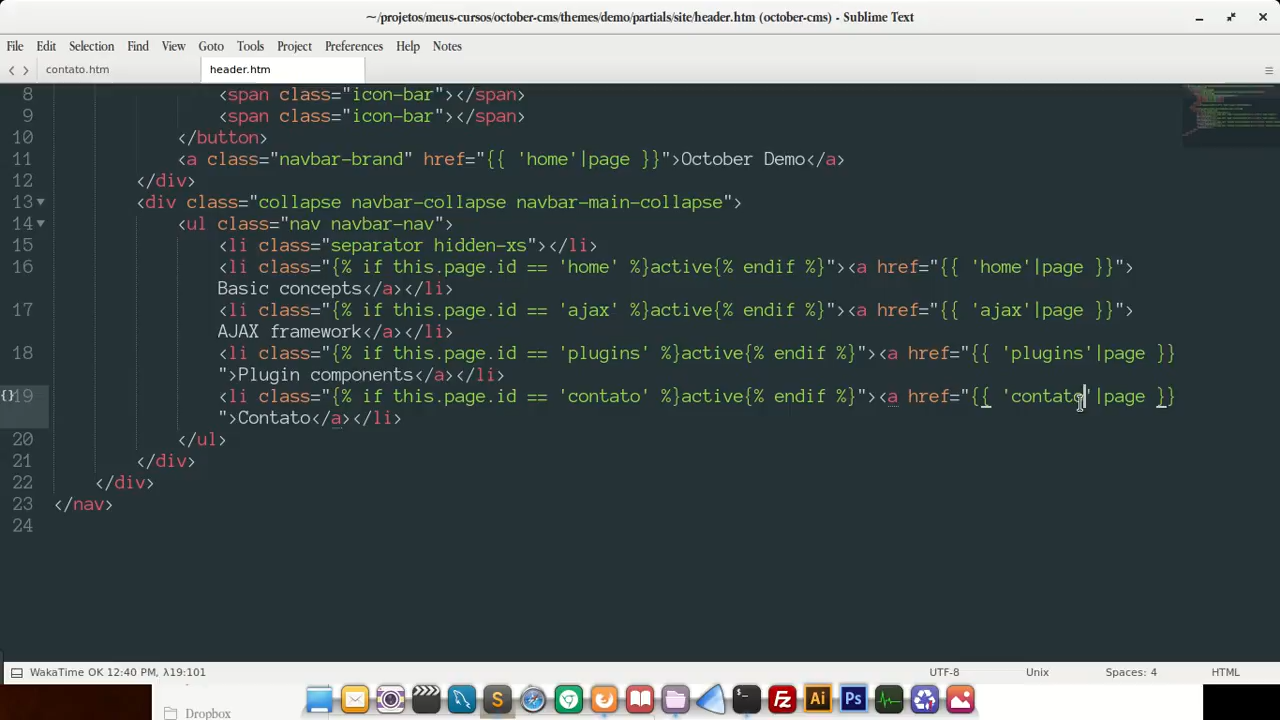 ~/projetos/meus-cursos/october-cms/themes/demo/partials/site/header.htm (october-cms) - Sublime Text
File Edit Selection Find View Goto Tools Project Preferences Help Notes
contato.htm header.htm
8 <span class="icon-bar"></span>
9 <span class="icon-bar"></span>
10 </button>
11 <a class="navbar-brand" href="{{ 'home'|page }}">October Demo</a>
12 </div>
13 <div class="collapse navbar-collapse navbar-main-collapse">
14 <ul class="nav navbar-nav">
15 <li class="separator hidden-xs"></li>
16 <li class="{% if this.page.id == 'home' %}active{% endif %}"><a href="{{ 'home'|page }}">
Basic concepts</a></li>
17 <li class="{% if this.page.id == 'ajax' %}active{% endif %}"><a href="{{ 'ajax'|page }}">
AJAX framework</a></li>
18 <li class="{% if this.page.id == 'plugins' %}active{% endif %}"><a href="{{ 'plugins'|page }}
">Plugin components</a></li>
{} 19 <li class="{% if this.page.id == 'contato' %}active{% endif %}"><a href="{{ 'contato'|page }}
">Contato</a></li>
20 </ul>
21 </div>
22 </div>
23 </nav>
24
WakaTime OK 12:40 PM, λ19:101 UTF-8 Unix Spaces: 4 HTML
S >_ Fz Ai Ps
Dropbox